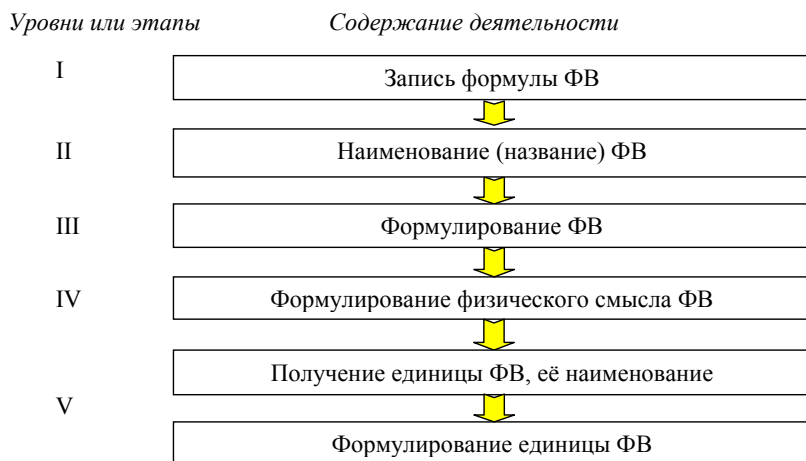 Уровни или этапы Содержание деятельности
I Запись формулы ФВ
II Наименование (название) ФВ
III Формулирование ФВ
IV Формулирование физического смысла ФВ
Получение единицы ФВ, её наименование
V
Формулирование единицы ФВ